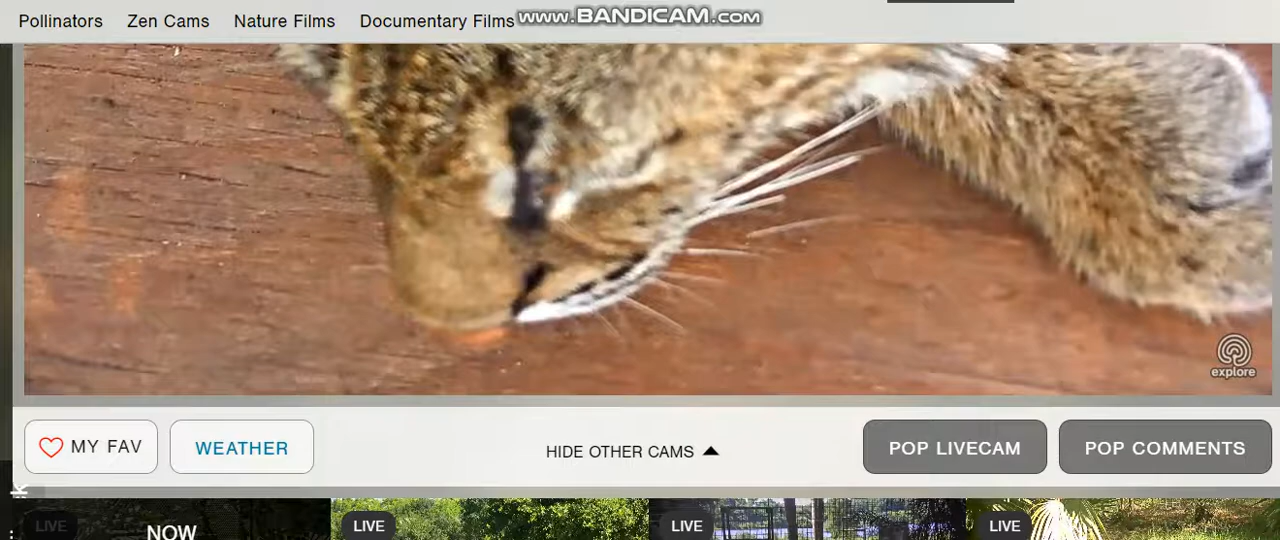 Pollinators Zen Cams Nature Films Documentary Films
www.BANDICAM.com
explore
MY FAV WEATHER HIDE OTHER CAMS POP LIVECAM POP COMMENTS
LIVE NOW LIVE LIVE LIVE